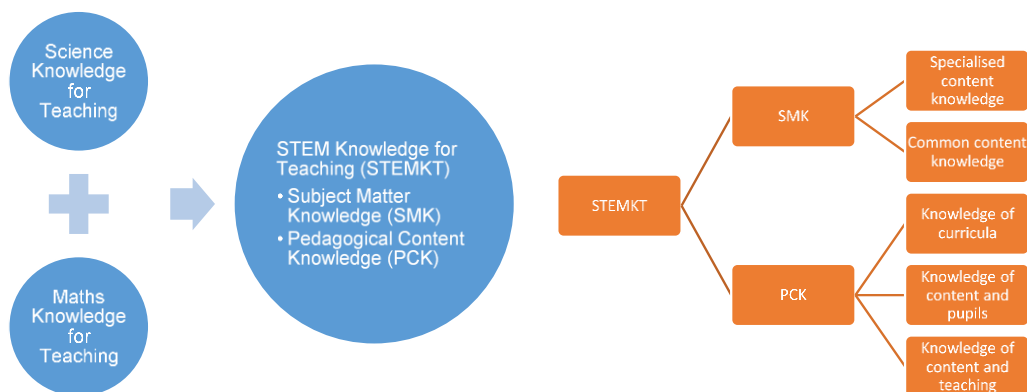 Science
Knowledge
for
Teaching
Maths
Knowledge
for
Teaching
STEM Knowledge for
Teaching (STEMKT)
• Subject Matter
Knowledge (SMK)
• Pedagogical Content
Knowledge (PCK)
STEMKT
SMK
PCK
Specialised
content
knowledge
Common content
knowledge
Knowledge of
curricula
Knowledge of
content and
pupils
Knowledge of
content and
teaching